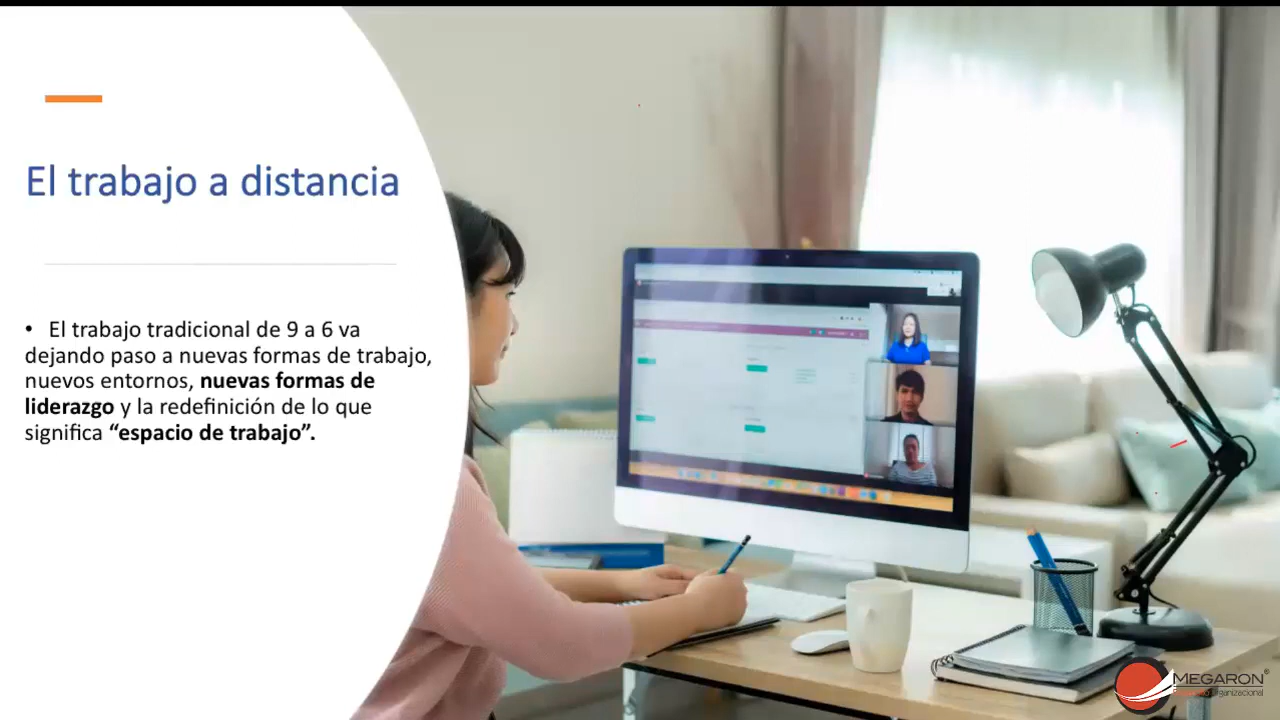 El trabajo a distancia
• El trabajo tradicional de 9 a 6 va
dejando paso a nuevas formas de trabajo,
nuevos entornos, nuevas formas de
liderazgo y la redefinición de lo que
significa “espacio de trabajo”.
MEGARON®
Organizacional